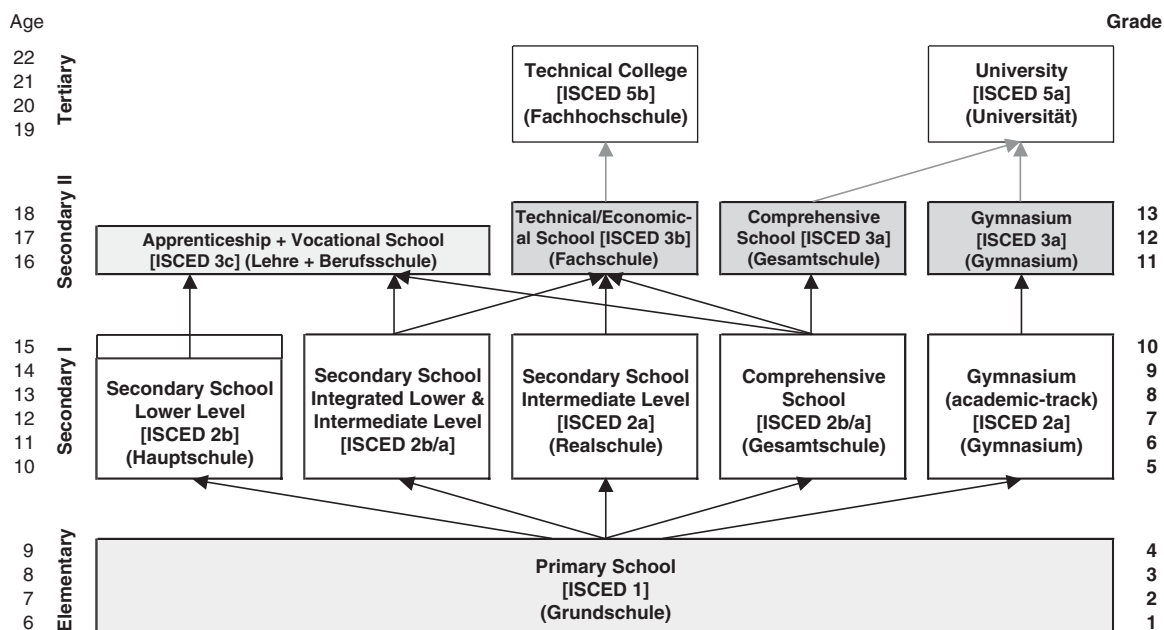 Age
Grade
22
21
20
19
Tertiary
Technical College
[ISCED 5b]
(Fachhochschule)
University
[ISCED 5a]
(Universität)
18
17
16
Secondary II
Apprenticeship + Vocational School
[ISCED 3c] (Lehre + Berufsschule)
Technical/Economic-
al School [ISCED 3b]
(Fachschule)
Comprehensive
School [ISCED 3a]
(Gesamtschule)
Gymnasium
[ISCED 3a]
(Gymnasium)
13
12
11
15
14
13
12
11
10
Secondary I
Secondary School
Lower Level
[ISCED 2b]
(Hauptschule)
Secondary School
Integrated Lower &
Intermediate Level
[ISCED 2b/a]
Secondary School
Intermediate Level
[ISCED 2a]
(Realschule)
Comprehensive
School
[ISCED 2b/a]
(Gesamtschule)
Gymnasium
(academic-track)
[ISCED 2a]
(Gymnasium)
10
9
8
7
6
5
9
8
7
6
Elementary
Primary School
[ISCED 1]
(Grundschule)
4
3
2
1